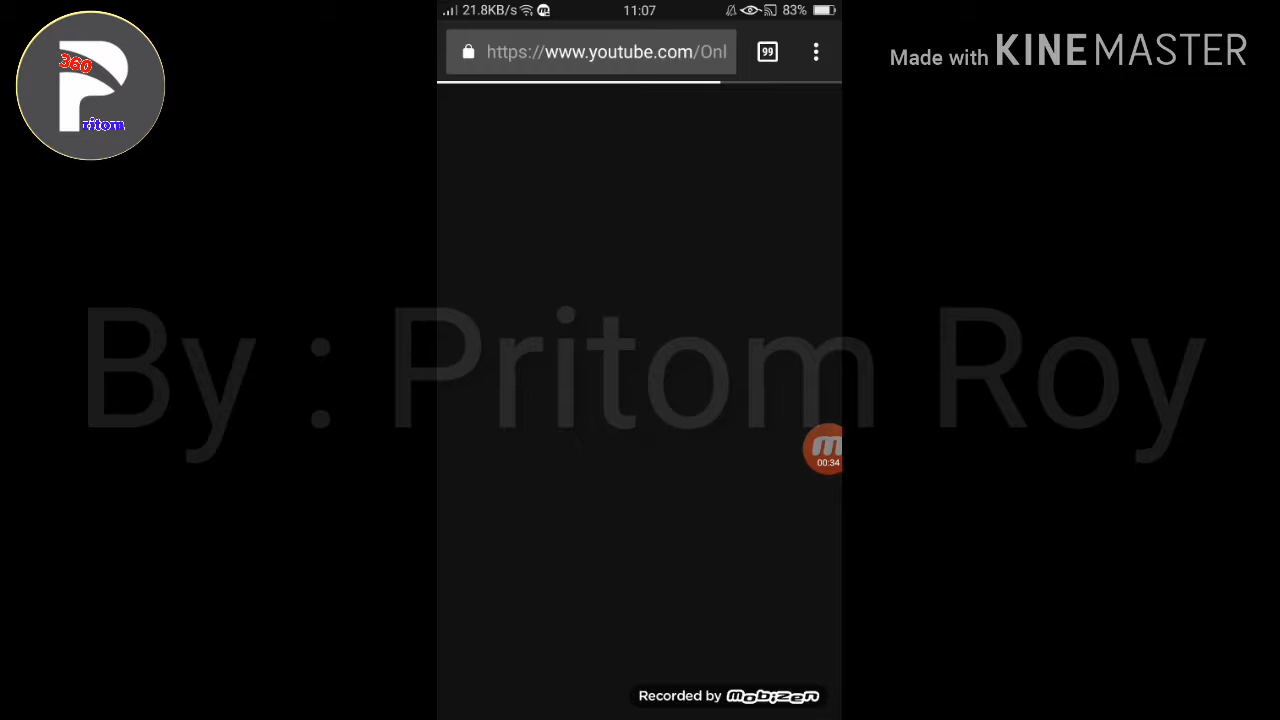 21.8KB/s 11:07 83%
https://www.youtube.com/Onl 99
Made with KINEMASTER
360
Pritom
By : Pritom Roy
m
00:34
Recorded by mobizen